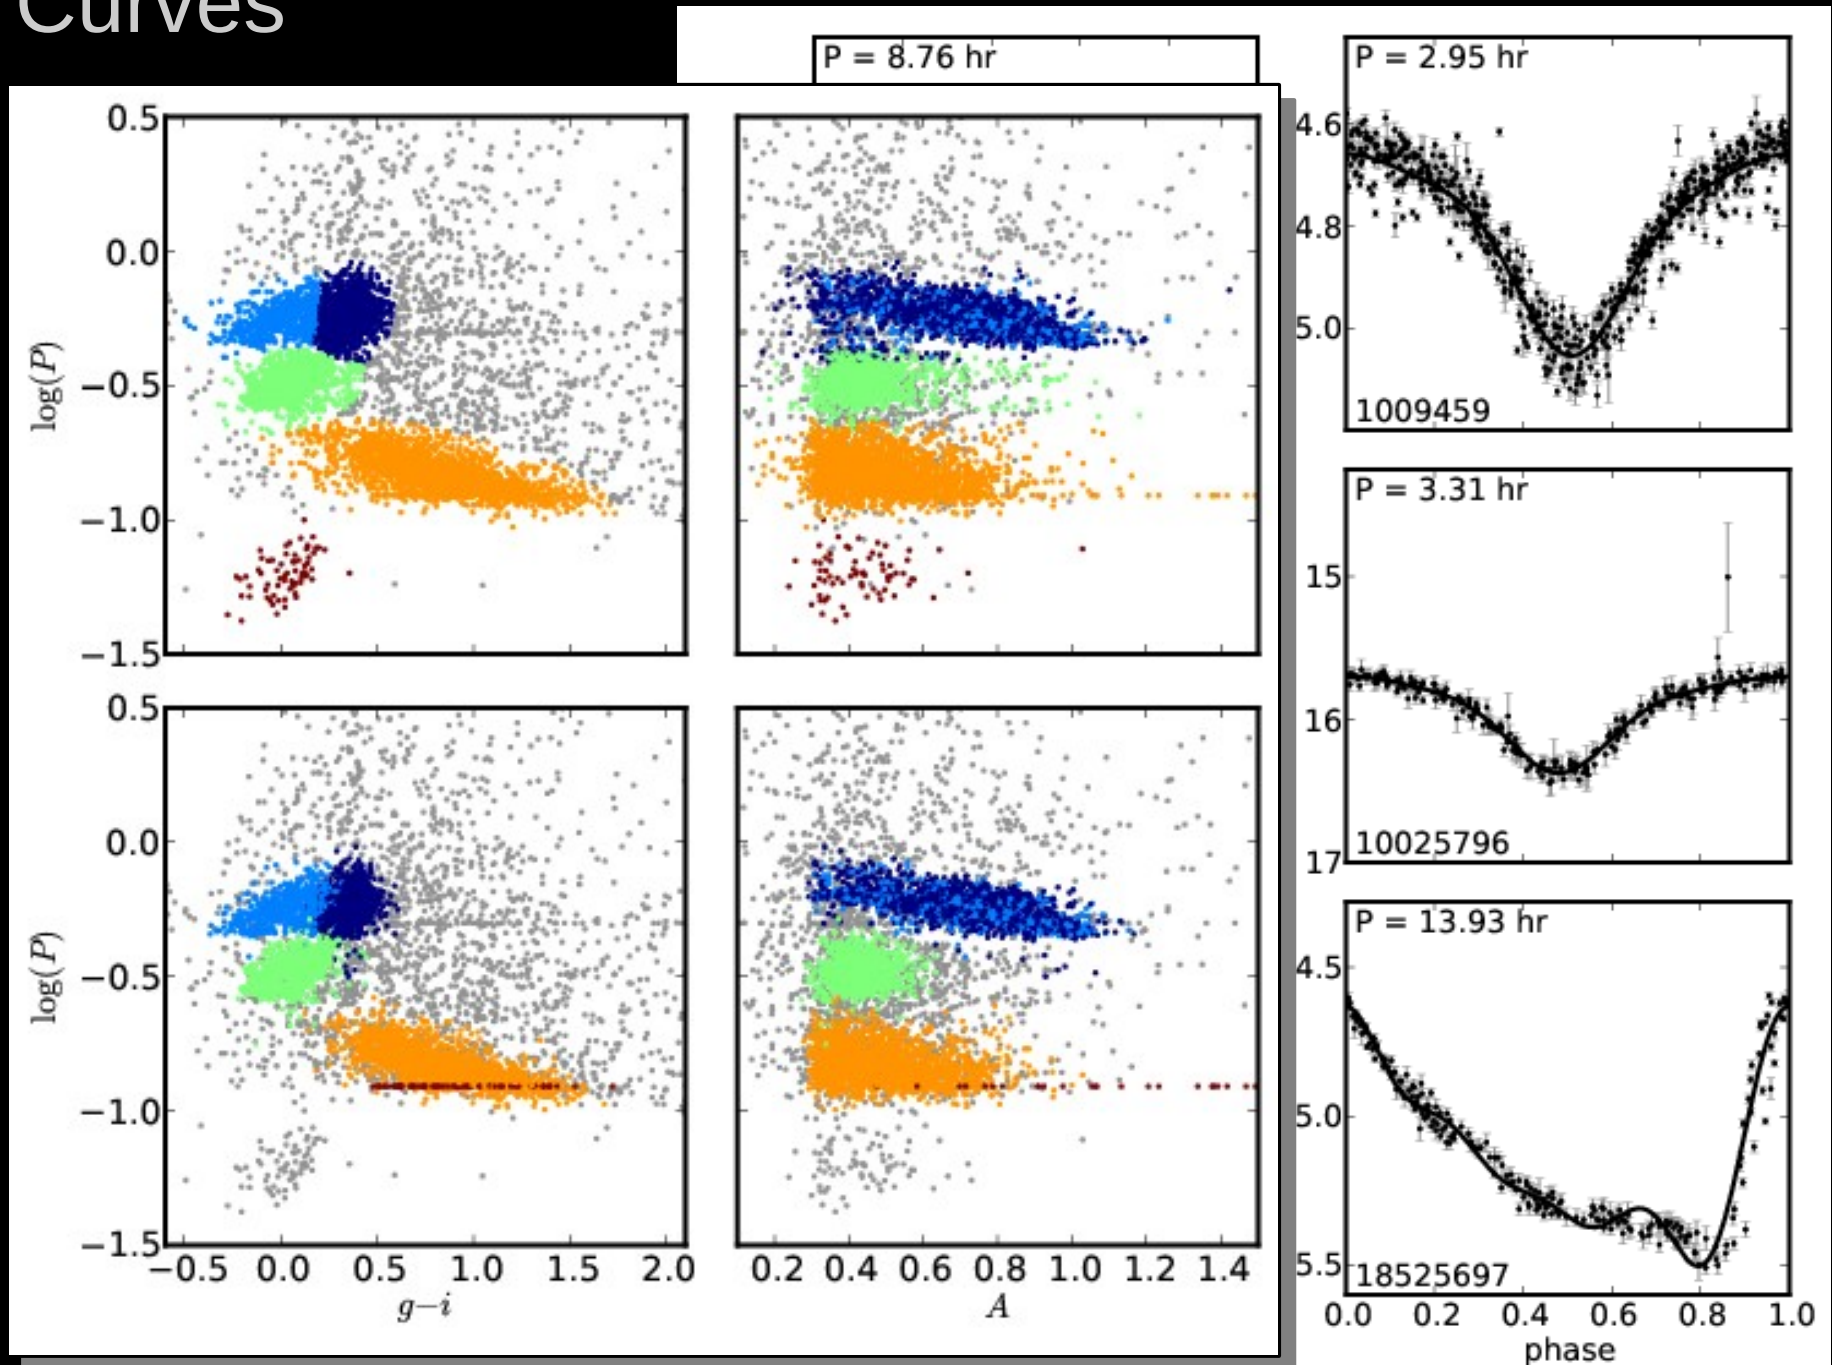 Curves
P = 8.76 hr
0.5
0.0
−0.5
−1.0
−1.5
log(P)
0.5
0.0
−0.5
−1.0
−1.5
log(P)
−0.5 0.0 0.5 1.0 1.5 2.0
g−i
0.2 0.4 0.6 0.8 1.0 1.2 1.4
A
P = 2.95 hr
4.6
4.8
5.0
1009459
P = 3.31 hr
15
16
17
10025796
P = 13.93 hr
4.5
5.0
5.5
18525697
0.0 0.2 0.4 0.6 0.8 1.0
phase